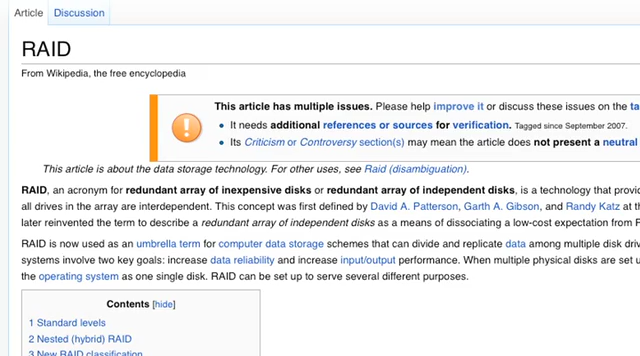 Article Discussion
RAID
From Wikipedia, the free encyclopedia
This article has multiple issues. Please help improve it or discuss these issues on the ta
• It needs additional references or sources for verification. Tagged since September 2007.
• Its Criticism or Controversy section(s) may mean the article does not present a neutral
This article is about the data storage technology. For other uses, see Raid (disambiguation).
RAID, an acronym for redundant array of inexpensive disks or redundant array of independent disks, is a technology that provid
all drives in the array are interdependent. This concept was first defined by David A. Patterson, Garth A. Gibson, and Randy Katz at th
later reinvented the term to describe a redundant array of independent disks as a means of dissociating a low-cost expectation from R
RAID is now used as an umbrella term for computer data storage schemes that can divide and replicate data among multiple disk driv
systems involve two key goals: increase data reliability and increase input/output performance. When multiple physical disks are set u
the operating system as one single disk. RAID can be set up to serve several different purposes.
Contents [hide]
1 Standard levels
2 Nested (hybrid) RAID
3 New RAID classification